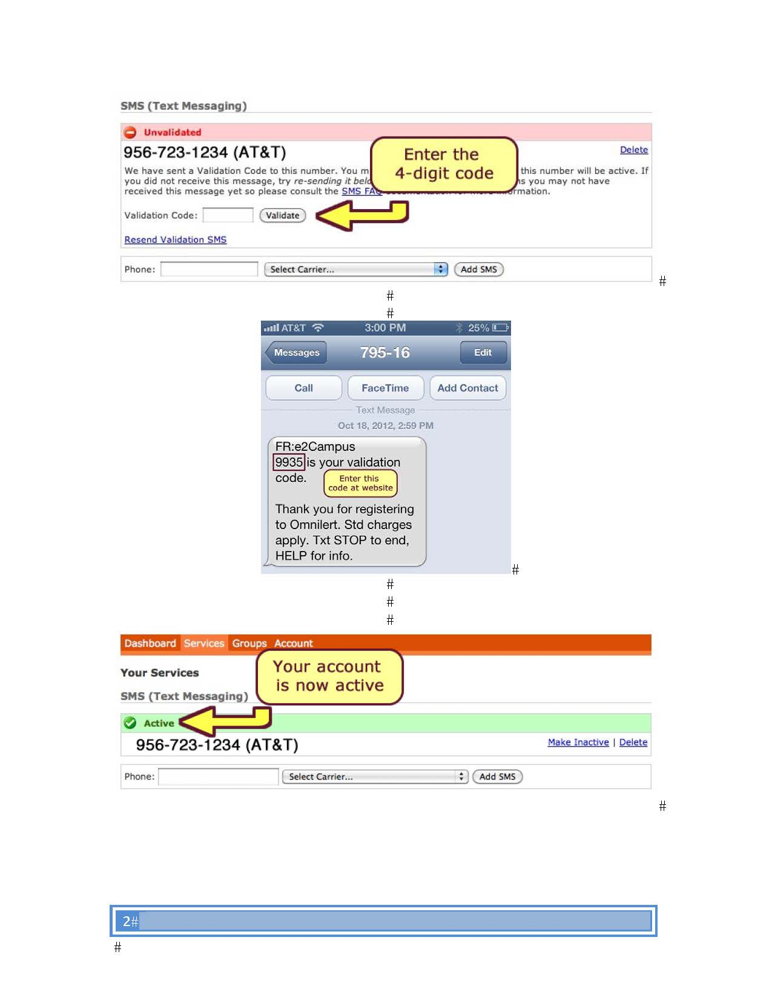 SMS (Text Messaging)
Unvalidated
956-723-1234 (AT&T)
Delete
Enter the
4-digit code
We have sent a Validation Code to this number. You m this number will be active. If
you did not receive this message, try re-sending it belo s you may not have
received this message yet so please consult the SMS FAQ
Validation Code: Validate
Resend Validation SMS
Phone: Select Carrier... Add SMS
#
#
#
AT&T 3:00 PM 25%
Messages 795-16 Edit
Call FaceTime Add Contact
Text Message
Oct 18, 2012, 2:59 PM
FR:e2Campus
9935 is your validation
code.
Enter this
code at website
Thank you for registering
to Omnilert. Std charges
apply. Txt STOP to end,
HELP for info.
#
#
#
#
Dashboard Services Groups Account
Your account
is now active
Your Services
SMS (Text Messaging)
Active
956-723-1234 (AT&T)
Make Inactive | Delete
Phone: Select Carrier... Add SMS
#
2#
#